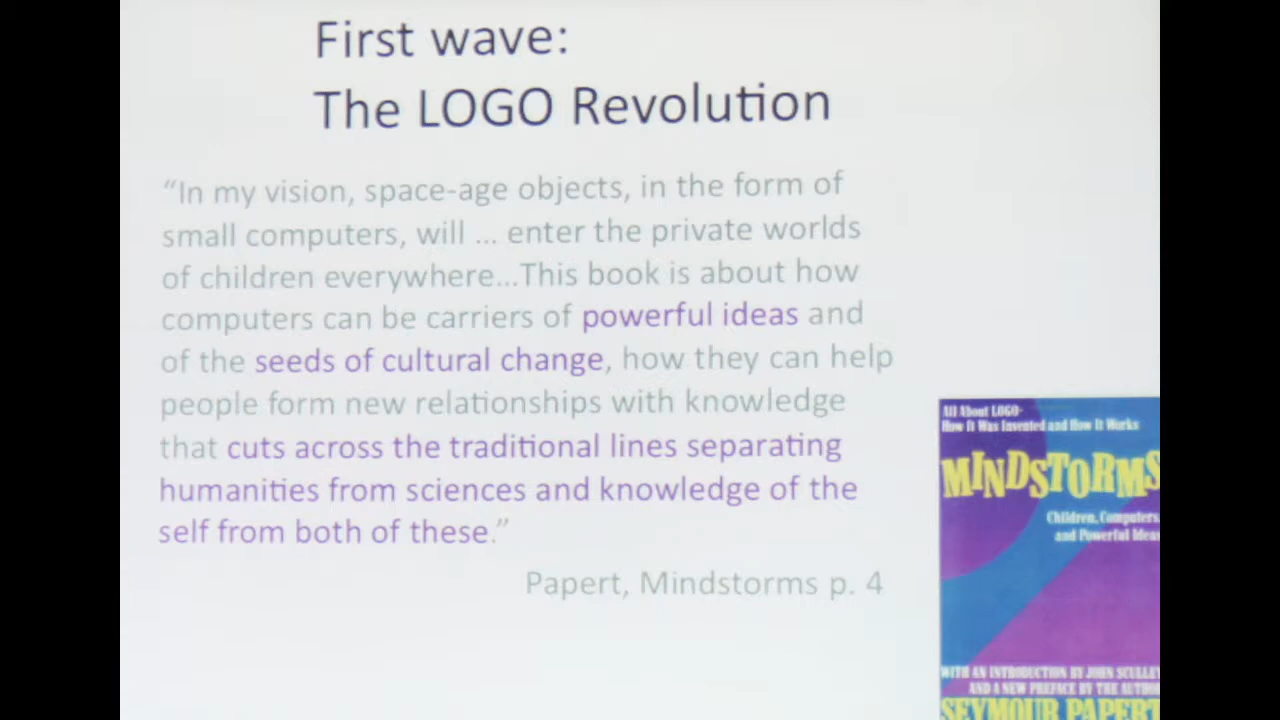 First wave:
The LOGO Revolution
“In my vision, space-age objects, in the form of
small computers, will ... enter the private worlds
of children everywhere...This book is about how
computers can be carriers of powerful ideas and
of the seeds of cultural change, how they can help
people form new relationships with knowledge
that cuts across the traditional lines separating
humanities from sciences and knowledge of the
self from both of these.”
Papert, Mindstorms p. 4
All About LOGO-
How It Was Invented and How It Works
MINDSTORMS
Children, Computers,
and Powerful Ideas
WITH AN INTRODUCTION BY JOHN SCULLEY
AND A NEW PREFACE BY THE AUTHOR
SEYMOUR PAPERT